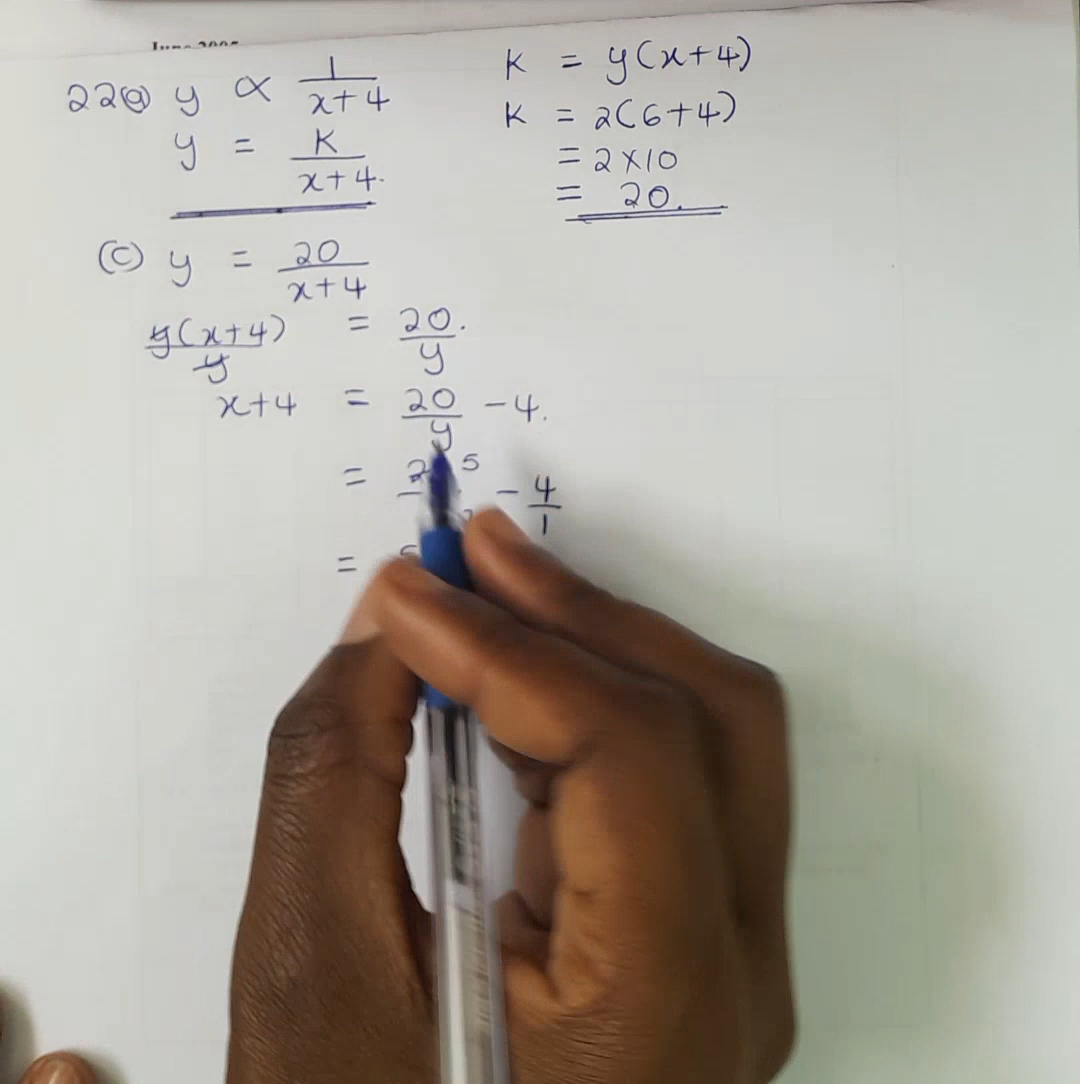 22(a) y ∝ 1/(x+4)
y = K/(x+4).
K = y(x+4)
K = 2(6+4)
= 2×10
= 20.
(C) y = 20/(x+4)
y(x+4)/y = 20./y
x+4 = 20/y - 4.
= - 4/1
=